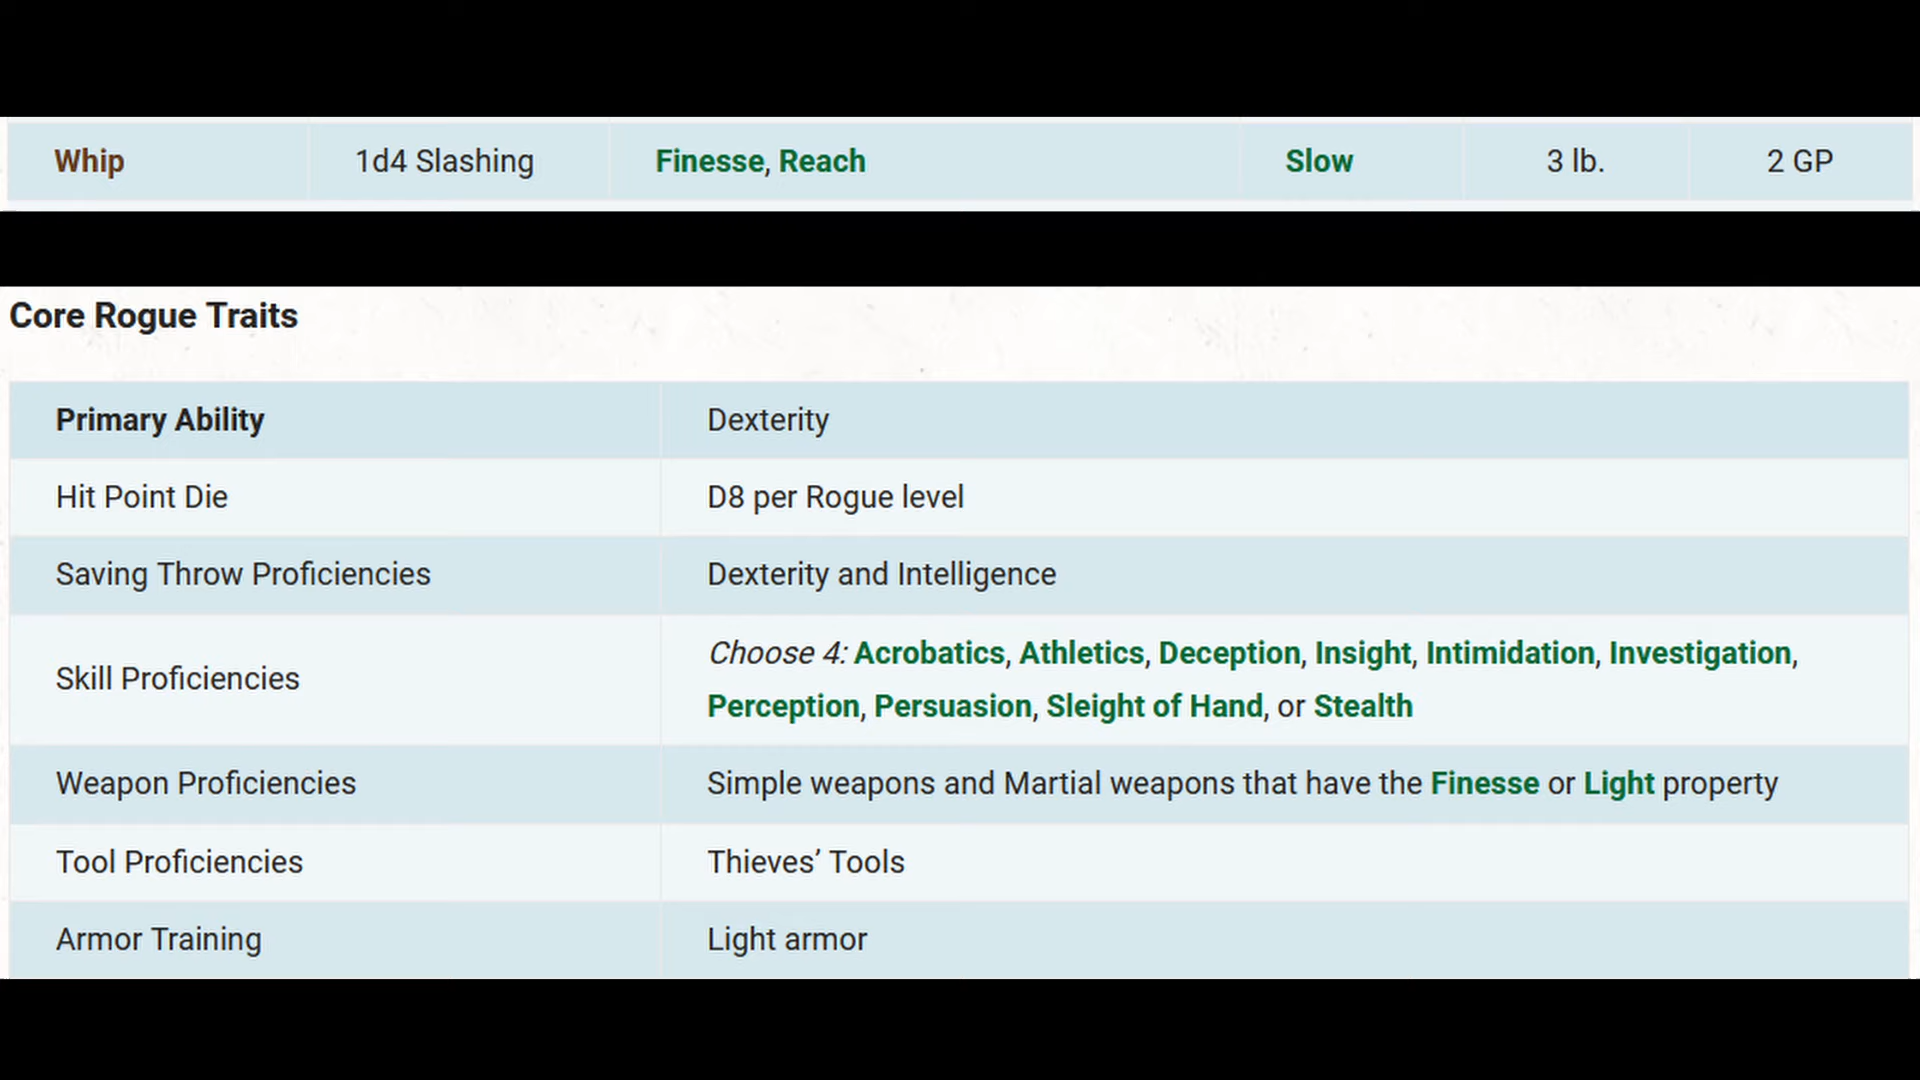 Whip 1d4 Slashing Finesse, Reach Slow 3 lb. 2 GP
Core Rogue Traits
Primary Ability Dexterity
Hit Point Die D8 per Rogue level
Saving Throw Proficiencies Dexterity and Intelligence
Skill Proficiencies Choose 4: Acrobatics, Athletics, Deception, Insight, Intimidation, Investigation,
Perception, Persuasion, Sleight of Hand, or Stealth
Weapon Proficiencies Simple weapons and Martial weapons that have the Finesse or Light property
Tool Proficiencies Thieves’ Tools
Armor Training Light armor